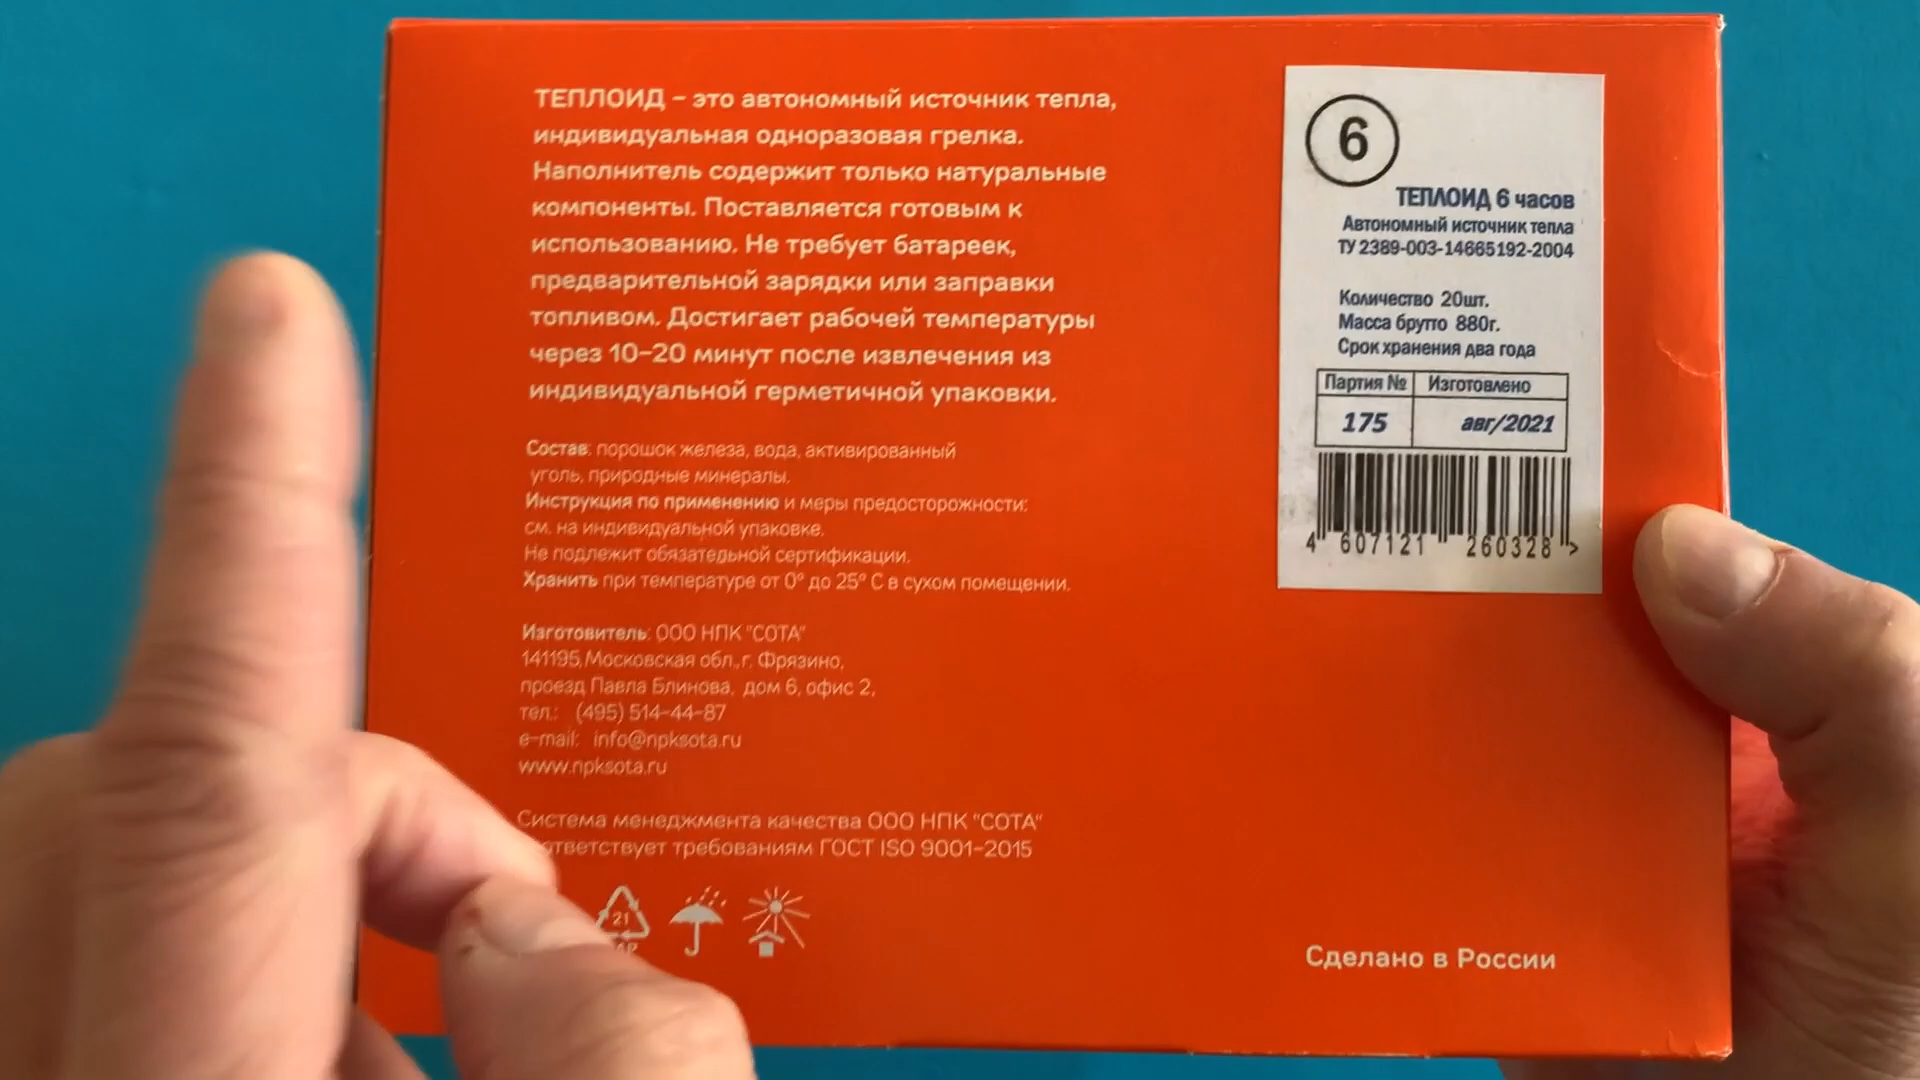 ТЕПЛОИД – это автономный источник тепла,
индивидуальная одноразовая грелка.
Наполнитель содержит только натуральные
компоненты. Поставляется готовым к
использованию. Не требует батареек,
предварительной зарядки или заправки
топливом. Достигает рабочей температуры
через 10–20 минут после извлечения из
индивидуальной герметичной упаковки.
Состав: порошок железа, вода, активированный
уголь, природные минералы.
Инструкция по применению и меры предосторожности:
см. на индивидуальной упаковке.
Не подлежит обязательной сертификации.
Хранить при температуре от 0° до 25° С в сухом помещении.
Изготовитель: ООО НПК "СОТА"
141195, Московская обл., г. Фрязино,
проезд Павла Блинова, дом 6, офис 2,
тел.: (495) 514-44-87
e-mail: info@npksota.ru
www.npksota.ru
Система менеджмента качества ООО НПК "СОТА"
ответствует требованиям ГОСТ ISO 9001-2015
21
6
ТЕПЛОИД 6 часов
Автономный источник тепла
ТУ 2389-003-14665192-2004
Количество 20шт.
Масса брутто 880г.
Срок хранения два года
Партия № Изготовлено
175 авг/2021
4 607121 260328 >
Сделано в России